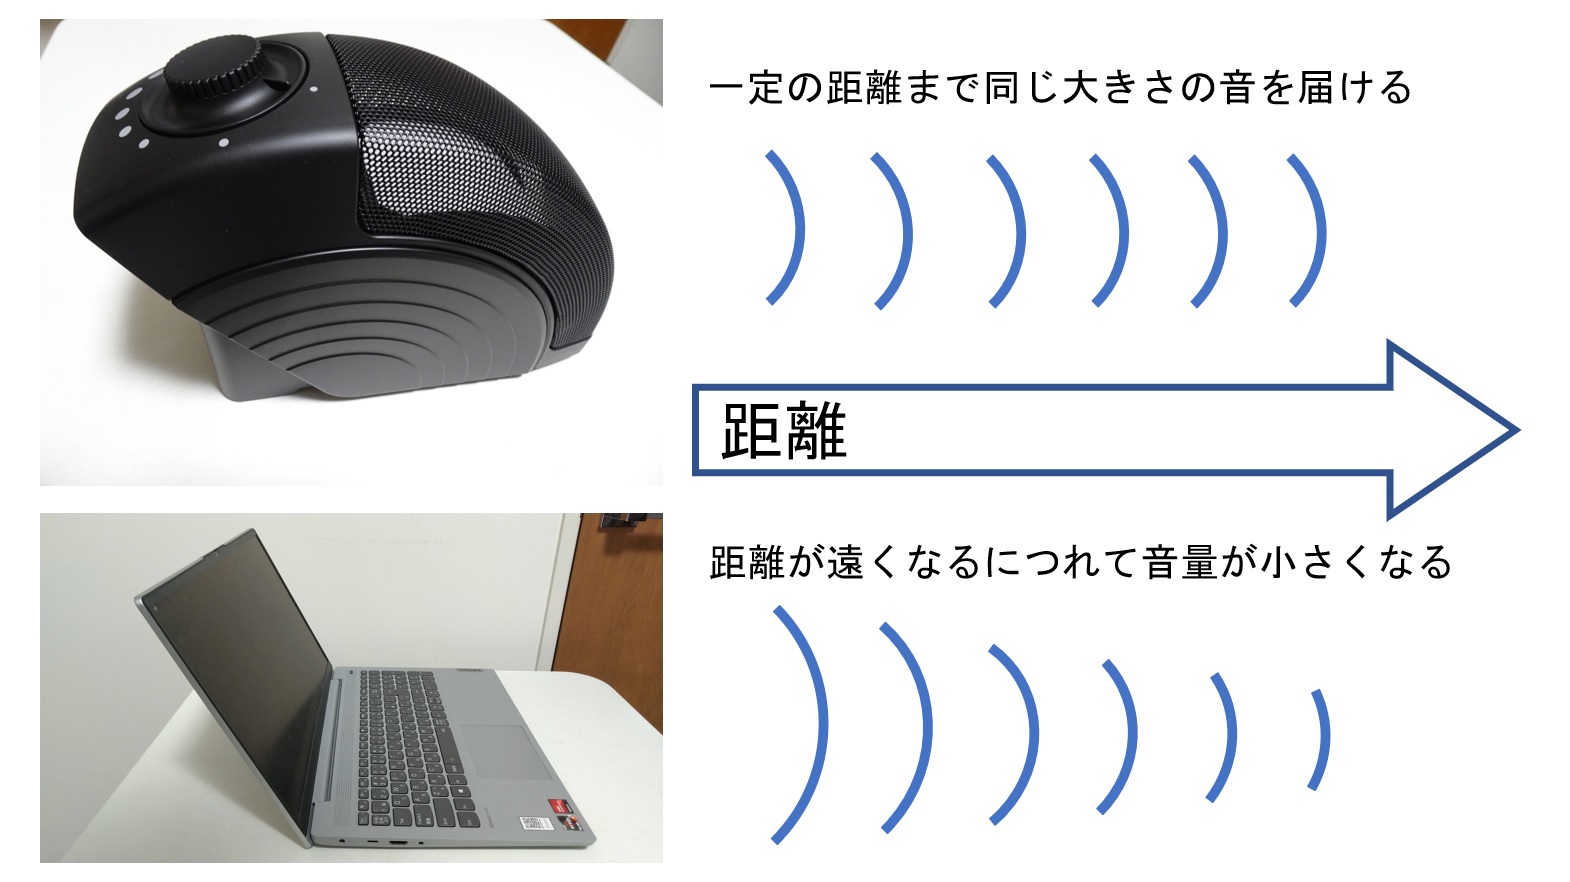 一定の距離まで同じ大きさの音を届ける
距離
距離が遠くなるにつれて音量が小さくなる